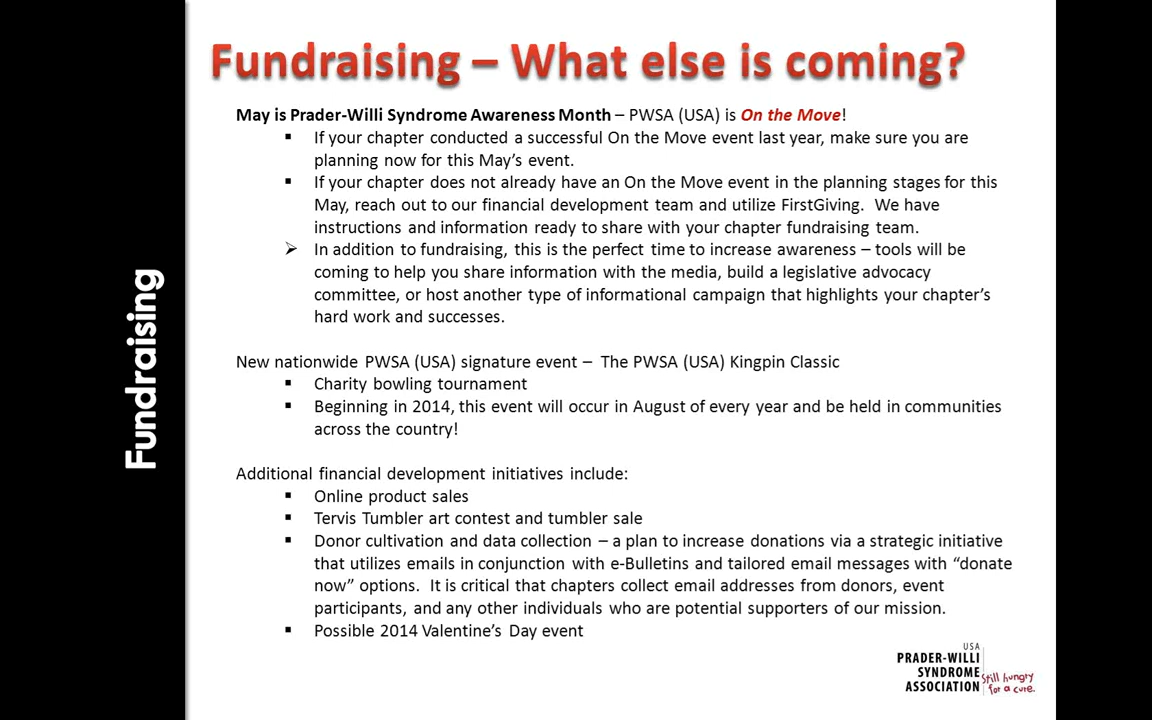 Fundraising – What else is coming?
May is Prader-Willi Syndrome Awareness Month – PWSA (USA) is On the Move!
▪ If your chapter conducted a successful On the Move event last year, make sure you are
planning now for this May’s event.
▪ If your chapter does not already have an On the Move event in the planning stages for this
May, reach out to our financial development team and utilize FirstGiving.  We have
instructions and information ready to share with your chapter fundraising team.
➢ In addition to fundraising, this is the perfect time to increase awareness – tools will be
coming to help you share information with the media, build a legislative advocacy
committee, or host another type of informational campaign that highlights your chapter’s
hard work and successes.
New nationwide PWSA (USA) signature event –  The PWSA (USA) Kingpin Classic
▪ Charity bowling tournament
▪ Beginning in 2014, this event will occur in August of every year and be held in communities
across the country!
Additional financial development initiatives include:
▪ Online product sales
▪ Tervis Tumbler art contest and tumbler sale
▪ Donor cultivation and data collection – a plan to increase donations via a strategic initiative
that utilizes emails in conjunction with e-Bulletins and tailored email messages with “donate
now” options.  It is critical that chapters collect email addresses from donors, event
participants, and any other individuals who are potential supporters of our mission.
▪ Possible 2014 Valentine’s Day event
Fundraising
USA
PRADER-WILLI
SYNDROME
ASSOCIATION
Still hungry
for a cure.